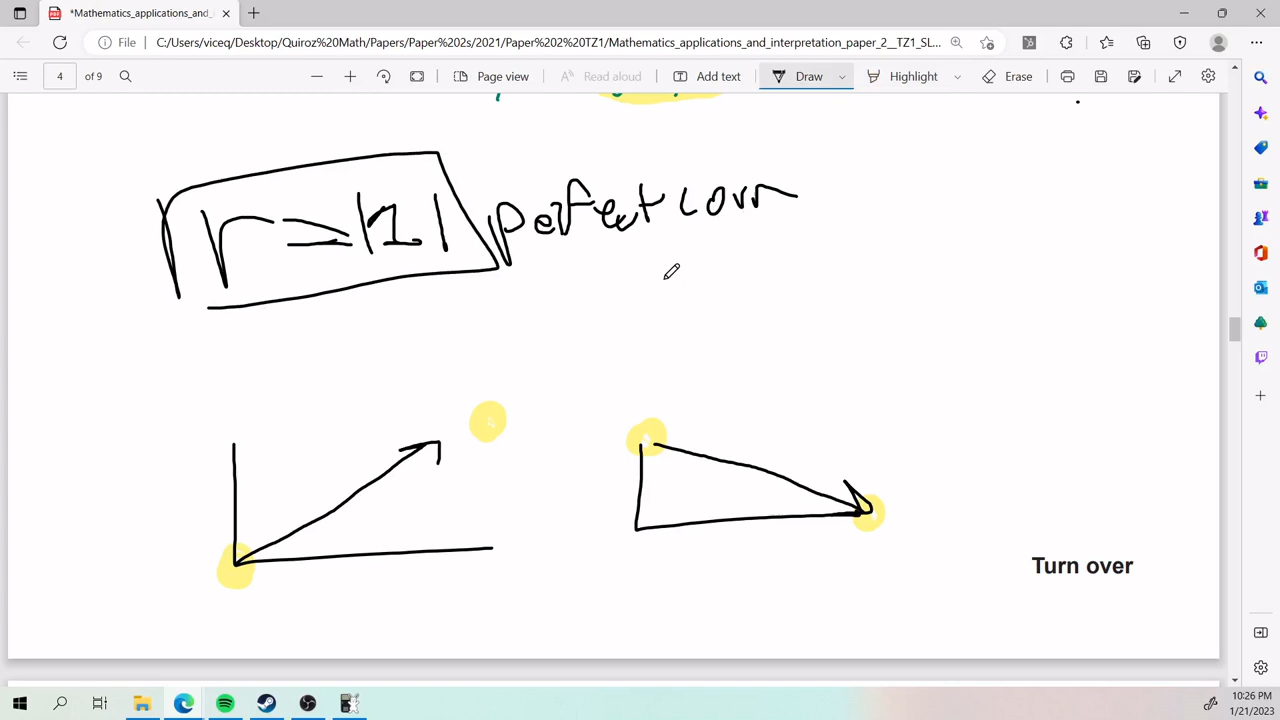 *Mathematics_applications_and_i
File
C:/Users/viceq/Desktop/Quiroz%20Math/Papers/Paper%202s/2021/Paper%202%20TZ1/Mathematics_applications_and_interpretation_paper_2__TZ1_SL...
4 of 9
Page view
Read aloud
Add text
Draw
Highlight
Erase
r = |1| perfect corr
Turn over
10:26 PM
1/21/2023